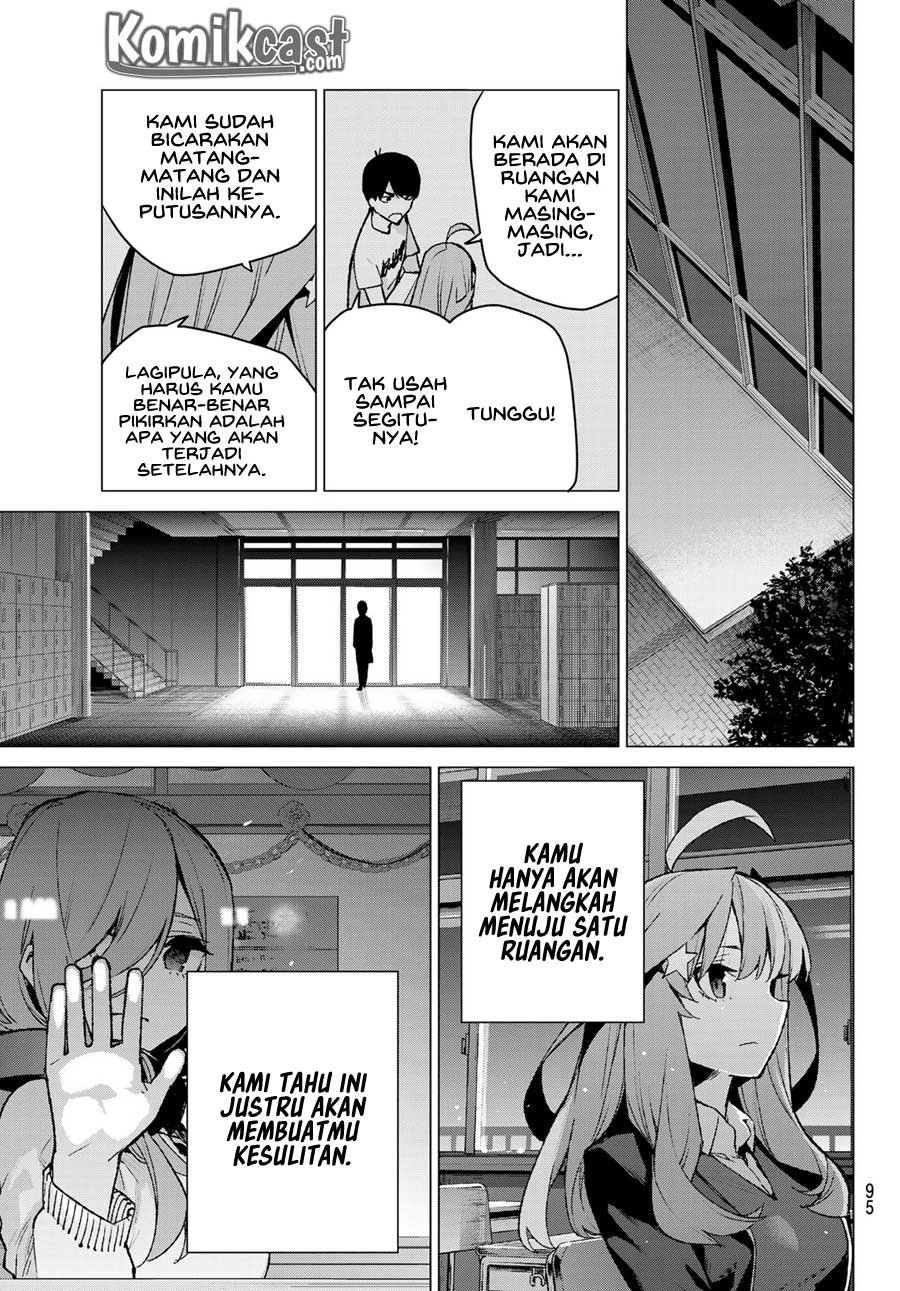 Komikcast
.com
KAMI AKAN
BERADA DI
RUANGAN
KAMI
MASING-
MASING,
JADI...
TUNGGU!
TAK USAH
SAMPAI
SEGITU-
NYA!
KAMI SUDAH
BICARAKAN
MATANG-
MATANG DAN
INILAH KE-
PUTUSANNYA.
LAGIPULA, YANG
HARUS KAMU
BENAR-BENAR
PIKIRKAN ADALAH
APA YANG AKAN
TERJADI
SETELAHNYA.
KAMU
HANYA AKAN
MELANGKAH
MENUJU SATU
RUANGAN.
KAMI TAHU INI
JUSTRU AKAN
MEMBUATMU
KESULITAN.
95